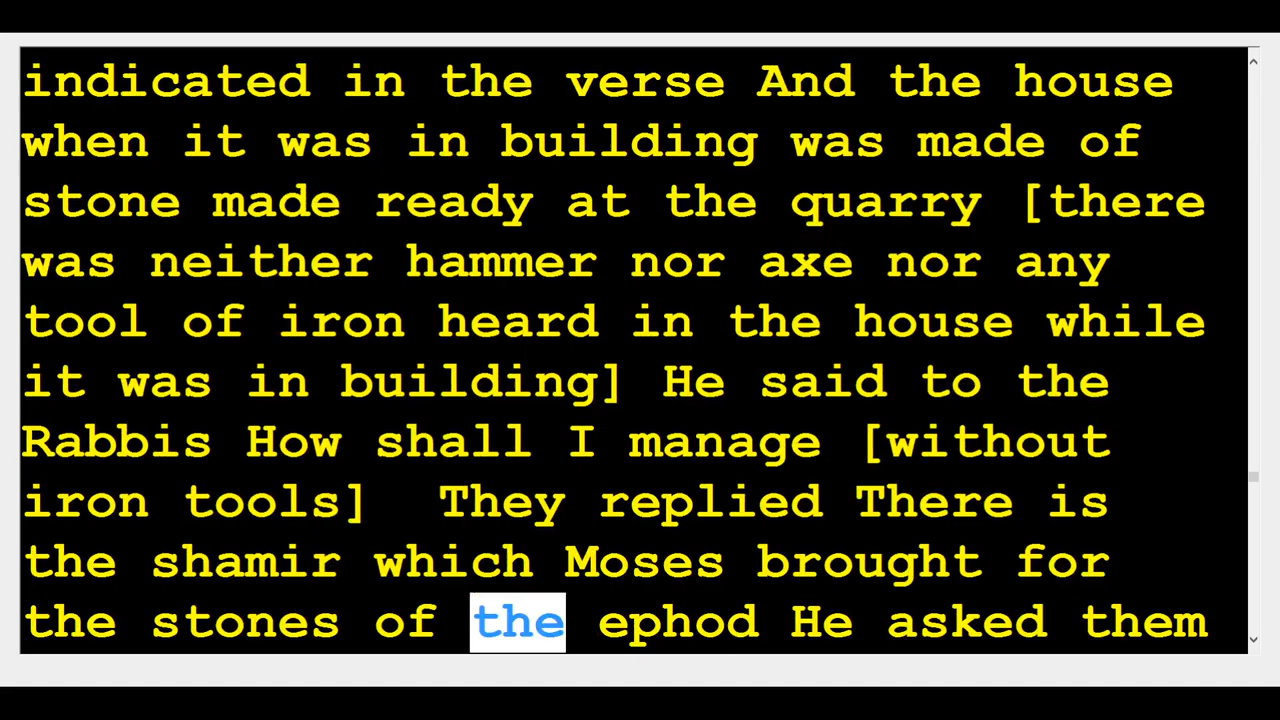 indicated in the verse And the house
when it was in building was made of
stone made ready at the quarry [there
was neither hammer nor axe nor any
tool of iron heard in the house while
it was in building] He said to the
Rabbis How shall I manage [without
iron tools]  They replied There is
the shamir which Moses brought for
the stones of the ephod He asked them